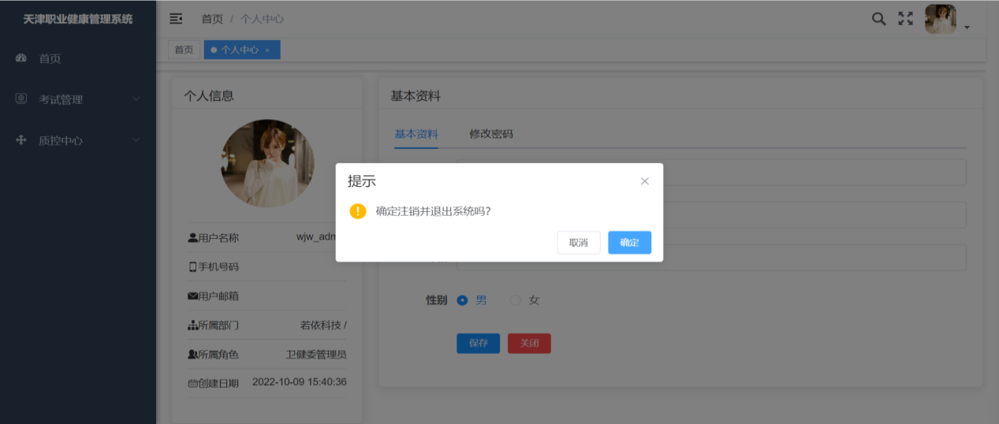 天津职业健康管理系统
首页 / 个人中心
首页
个人中心 ×
首页
考试管理
质控中心
个人信息
用户名称 wjw_adm
手机号码
用户邮箱
所属部门 若依科技 /
所属角色 卫健委管理员
创建日期 2022-10-09 15:40:36
基本资料
基本资料 修改密码
性别 男 女
保存 关闭
提示
确定注销并退出系统吗?
取消 确定